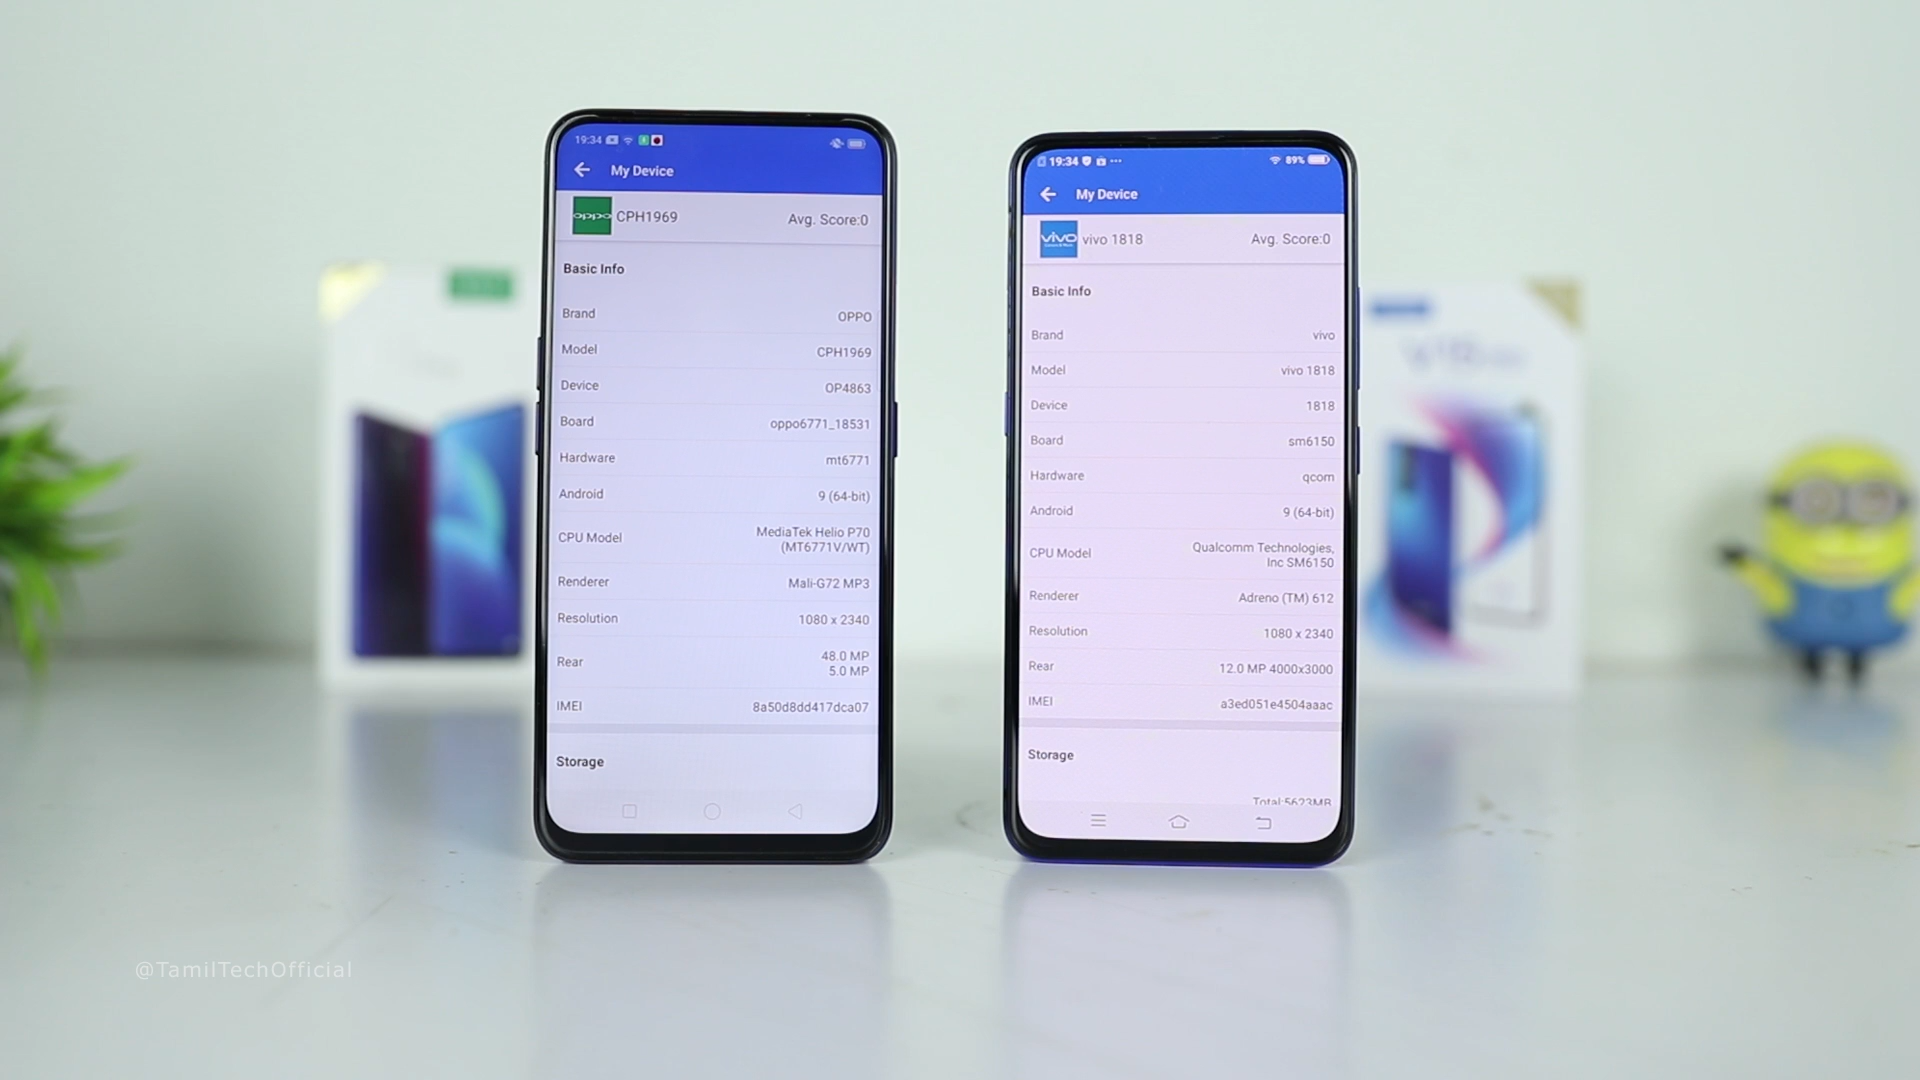 19:34
My Device
oppo CPH1969 Avg. Score:0
Basic Info
Brand OPPO
Model CPH1969
Device OP4863
Board oppo6771_18531
Hardware mt6771
Android 9 (64-bit)
CPU Model MediaTek Helio P70
(MT6771V/WT)
Renderer Mali-G72 MP3
Resolution 1080 x 2340
Rear 48.0 MP
5.0 MP
IMEI 8a50d8dd417dca07
Storage
19:34 89%
My Device
vivo vivo 1818 Avg. Score:0
Basic Info
Brand vivo
Model vivo 1818
Device 1818
Board sm6150
Hardware qcom
Android 9 (64-bit)
CPU Model Qualcomm Technologies,
Inc SM6150
Renderer Adreno (TM) 612
Resolution 1080 x 2340
Rear 12.0 MP 4000x3000
IMEI a3ed051e4504aaac
Storage
Total:5623MB
@TamilTechOfficial